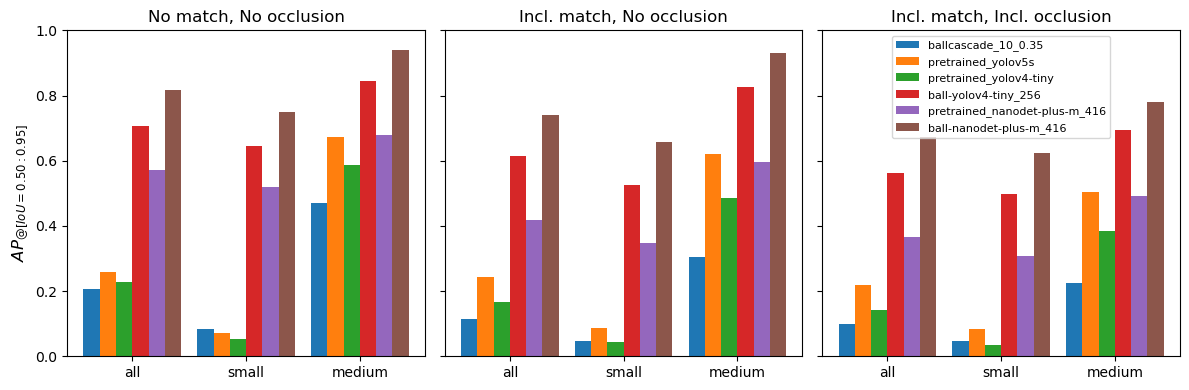 No match, No occlusion
Incl. match, No occlusion
Incl. match, Incl. occlusion
AP@[IoU=0.50:0.95]
1.0
0.8
0.6
0.4
0.2
0.0
ballcascade_10_0.35
pretrained_yolov5s
pretrained_yolov4-tiny
ball-yolov4-tiny_256
pretrained_nanodet-plus-m_416
ball-nanodet-plus-m_416
all small medium
all small medium
all small medium